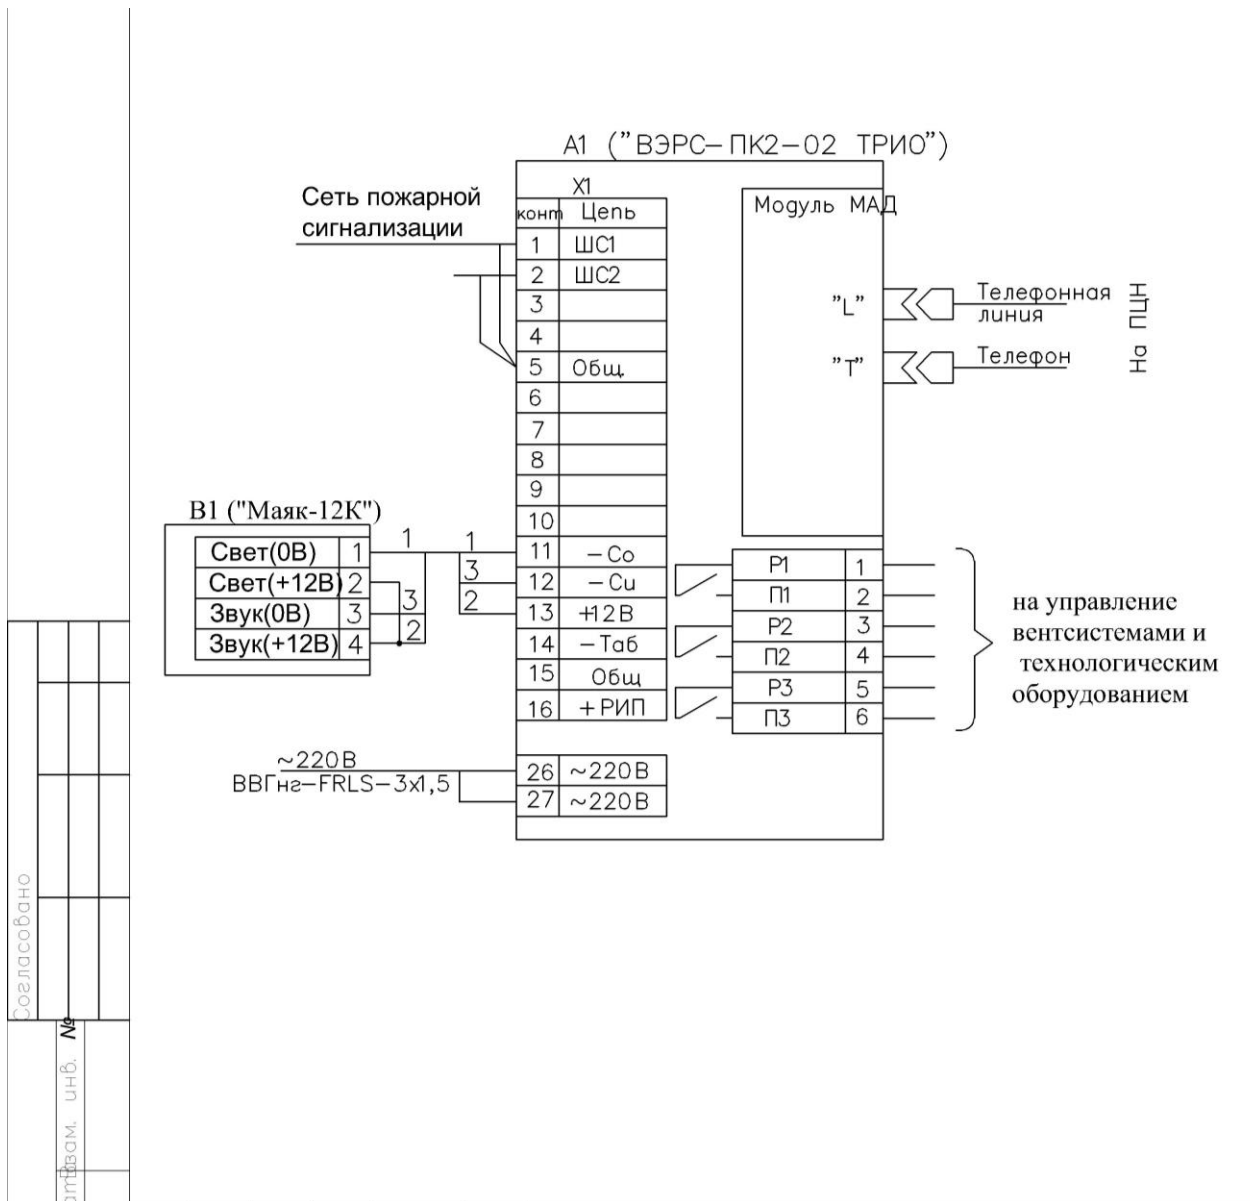 А1 ("ВЭРС-ПК2-02 ТРИО")
Х1
конт Цепь
1 ШС1
2 ШС2
3
4
5 Общ.
6
7
8
9
10
11 -Со
12 -Си
13 +12В
14 -Таб
15 Общ
16 +РИП
26 ~220В
27 ~220В
Сеть пожарной
сигнализации
Модуль МАД
"L"
"Т"
Телефонная
линия
Телефон
На ПЦН
В1 ("Маяк-12К")
Свет(0В) 1
Свет(+12В) 2
Звук(0В) 3
Звук(+12В) 4
1
3
2
1
3
2
Р1 1
П1 2
Р2 3
П2 4
Р3 5
П3 6
на управление
вентсистемами и
технологическим
оборудованием
~220В
ВВГнг-FRLS-3х1,5
Согласовано
Взам. инв. №